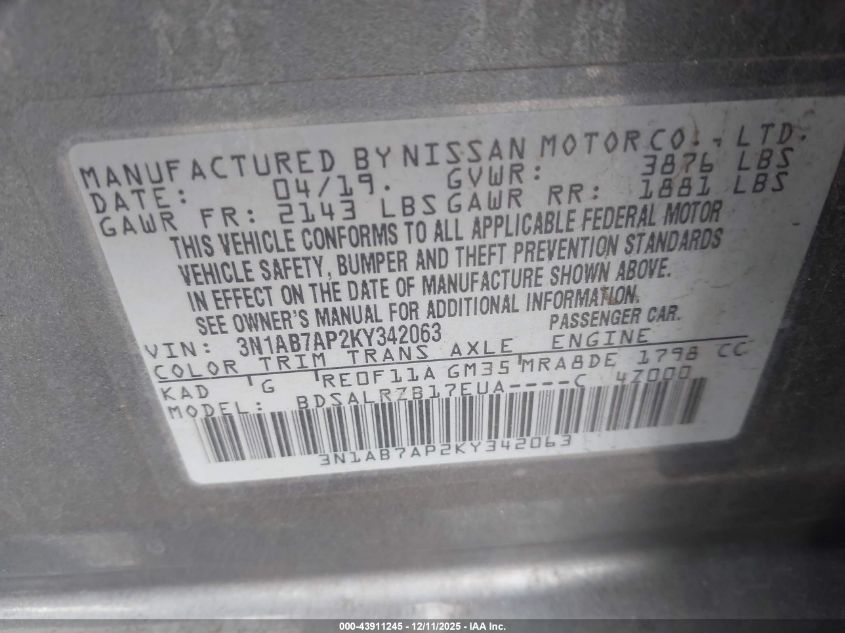 MANUFACTURED BY NISSAN MOTOR CO., LTD.
DATE: 04/19. GVWR: 3876 LBS
GAWR FR: 2143 LBS GAWR RR: 1881 LBS
THIS VEHICLE CONFORMS TO ALL APPLICABLE FEDERAL MOTOR
VEHICLE SAFETY, BUMPER AND THEFT PREVENTION STANDARDS
IN EFFECT ON THE DATE OF MANUFACTURE SHOWN ABOVE.
SEE OWNER'S MANUAL FOR ADDITIONAL INFORMATION.
VIN: 3N1AB7AP2KY342063 PASSENGER CAR.
COLOR TRIM TRANS AXLE ENGINE
KAD G RE0F11A GM35 MRA8DE 1798 CC
MODEL: BDSALRZB17EUA----C 4Z000
3N1AB7AP2KY342063
000-43911245 - 12/11/2025 - IAA Inc.